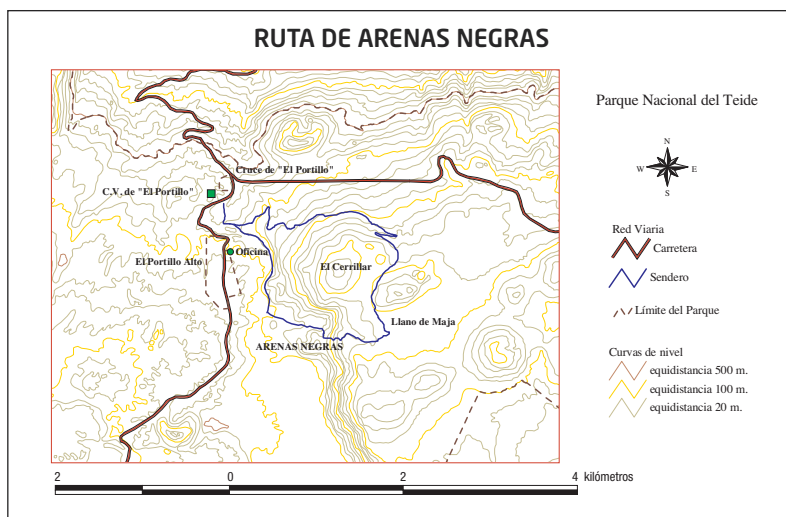 RUTA DE ARENAS NEGRAS
Parque Nacional del Teide
N
W E
S
Cruce de "El Portillo"
C.V. de "El Portillo"
Oficina
El Portillo Alto
El Cerrillar
Llano de Maja
ARENAS NEGRAS
Red Viaria
Carretera
Sendero
Límite del Parque
Curvas de nivel
equidistancia 500 m.
equidistancia 100 m.
equidistancia 20 m.
2 0 2 4 kilómetros